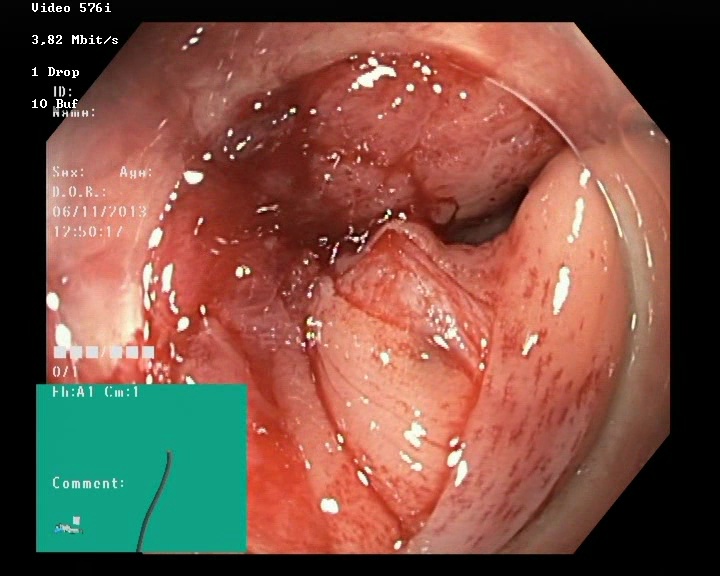 Video 576i
3,82 Mbit/s
1 Drop
ID:
10 Buf
Name:
Sex: Age:
D.O.B.:
06/11/2013
12:50:17
0/1
Ph:A1 Cm:1
Comment: